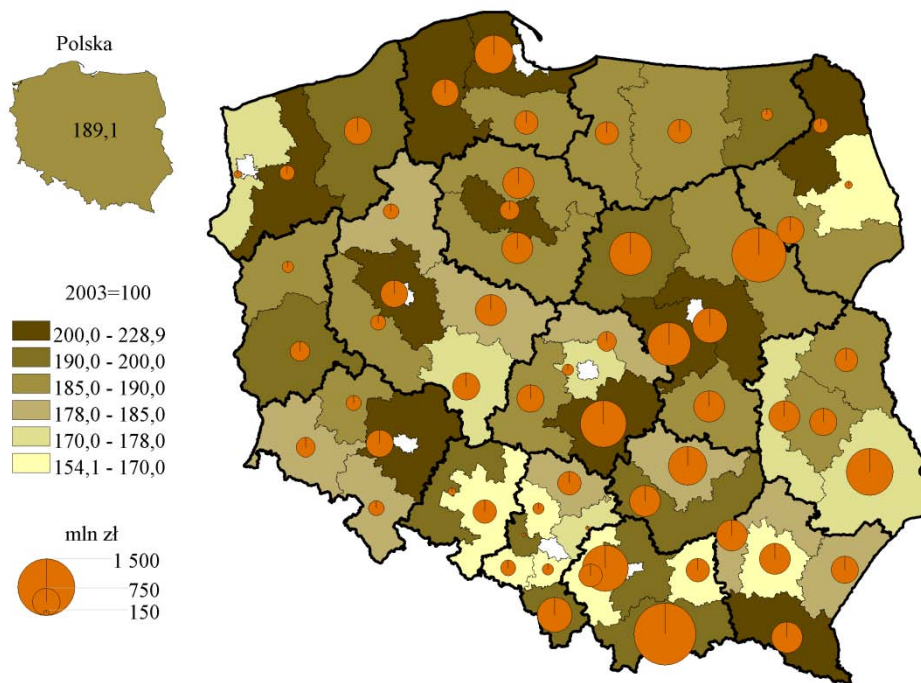 Polska
189,1
2003=100
200,0 - 228,9
190,0 - 200,0
185,0 - 190,0
178,0 - 185,0
170,0 - 178,0
154,1 - 170,0
mln zł
1 500
750
150